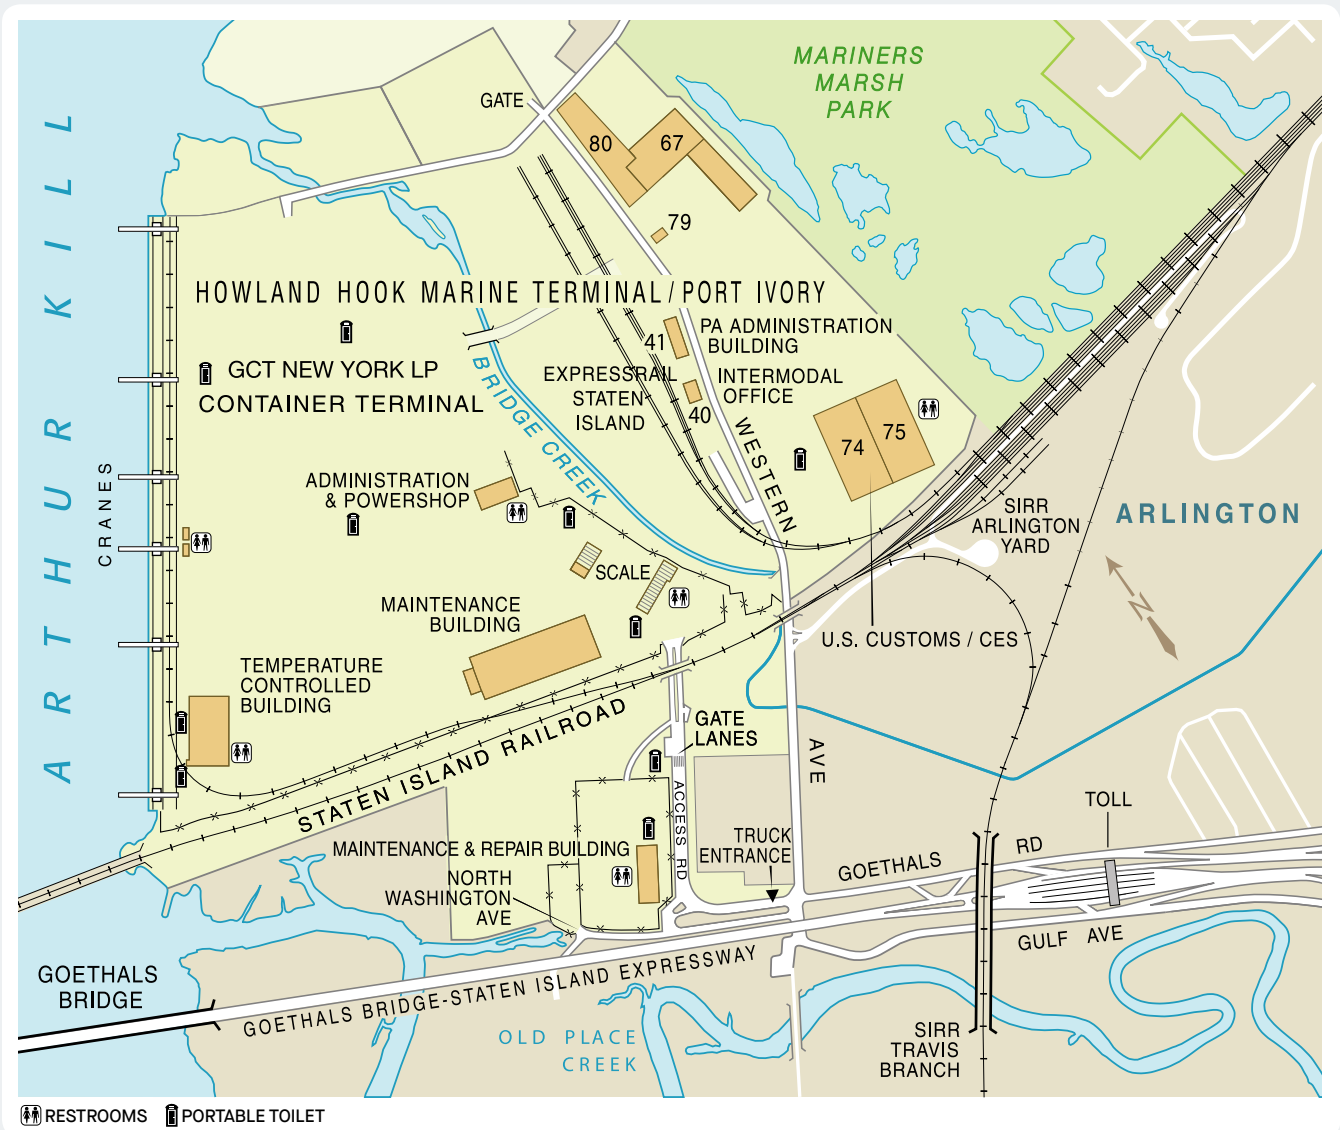 MARINERS
MARSH
PARK
GATE
80
67
79
ARTHUR KILL
HOWLAND HOOK MARINE TERMINAL / PORT IVORY
41
PA ADMINISTRATION
BUILDING
GCT NEW YORK LP
CONTAINER TERMINAL
BRIDGE CREEK
EXPRESSRAIL
STATEN
ISLAND
INTERMODAL
OFFICE
40
WESTERN
74
75
CRANES
ADMINISTRATION
& POWERSHOP
SIRR
ARLINGTON
YARD
ARLINGTON
SCALE
MAINTENANCE
BUILDING
N
U.S. CUSTOMS / CES
TEMPERATURE
CONTROLLED
BUILDING
STATEN ISLAND RAILROAD
GATE
LANES
AVE
ACCESS RD
TOLL
TRUCK
ENTRANCE
GOETHALS RD
MAINTENANCE & REPAIR BUILDING
NORTH
WASHINGTON
AVE
GULF AVE
GOETHALS
BRIDGE
GOETHALS BRIDGE-STATEN ISLAND EXPRESSWAY
OLD PLACE
CREEK
SIRR
TRAVIS
BRANCH
RESTROOMS
PORTABLE TOILET